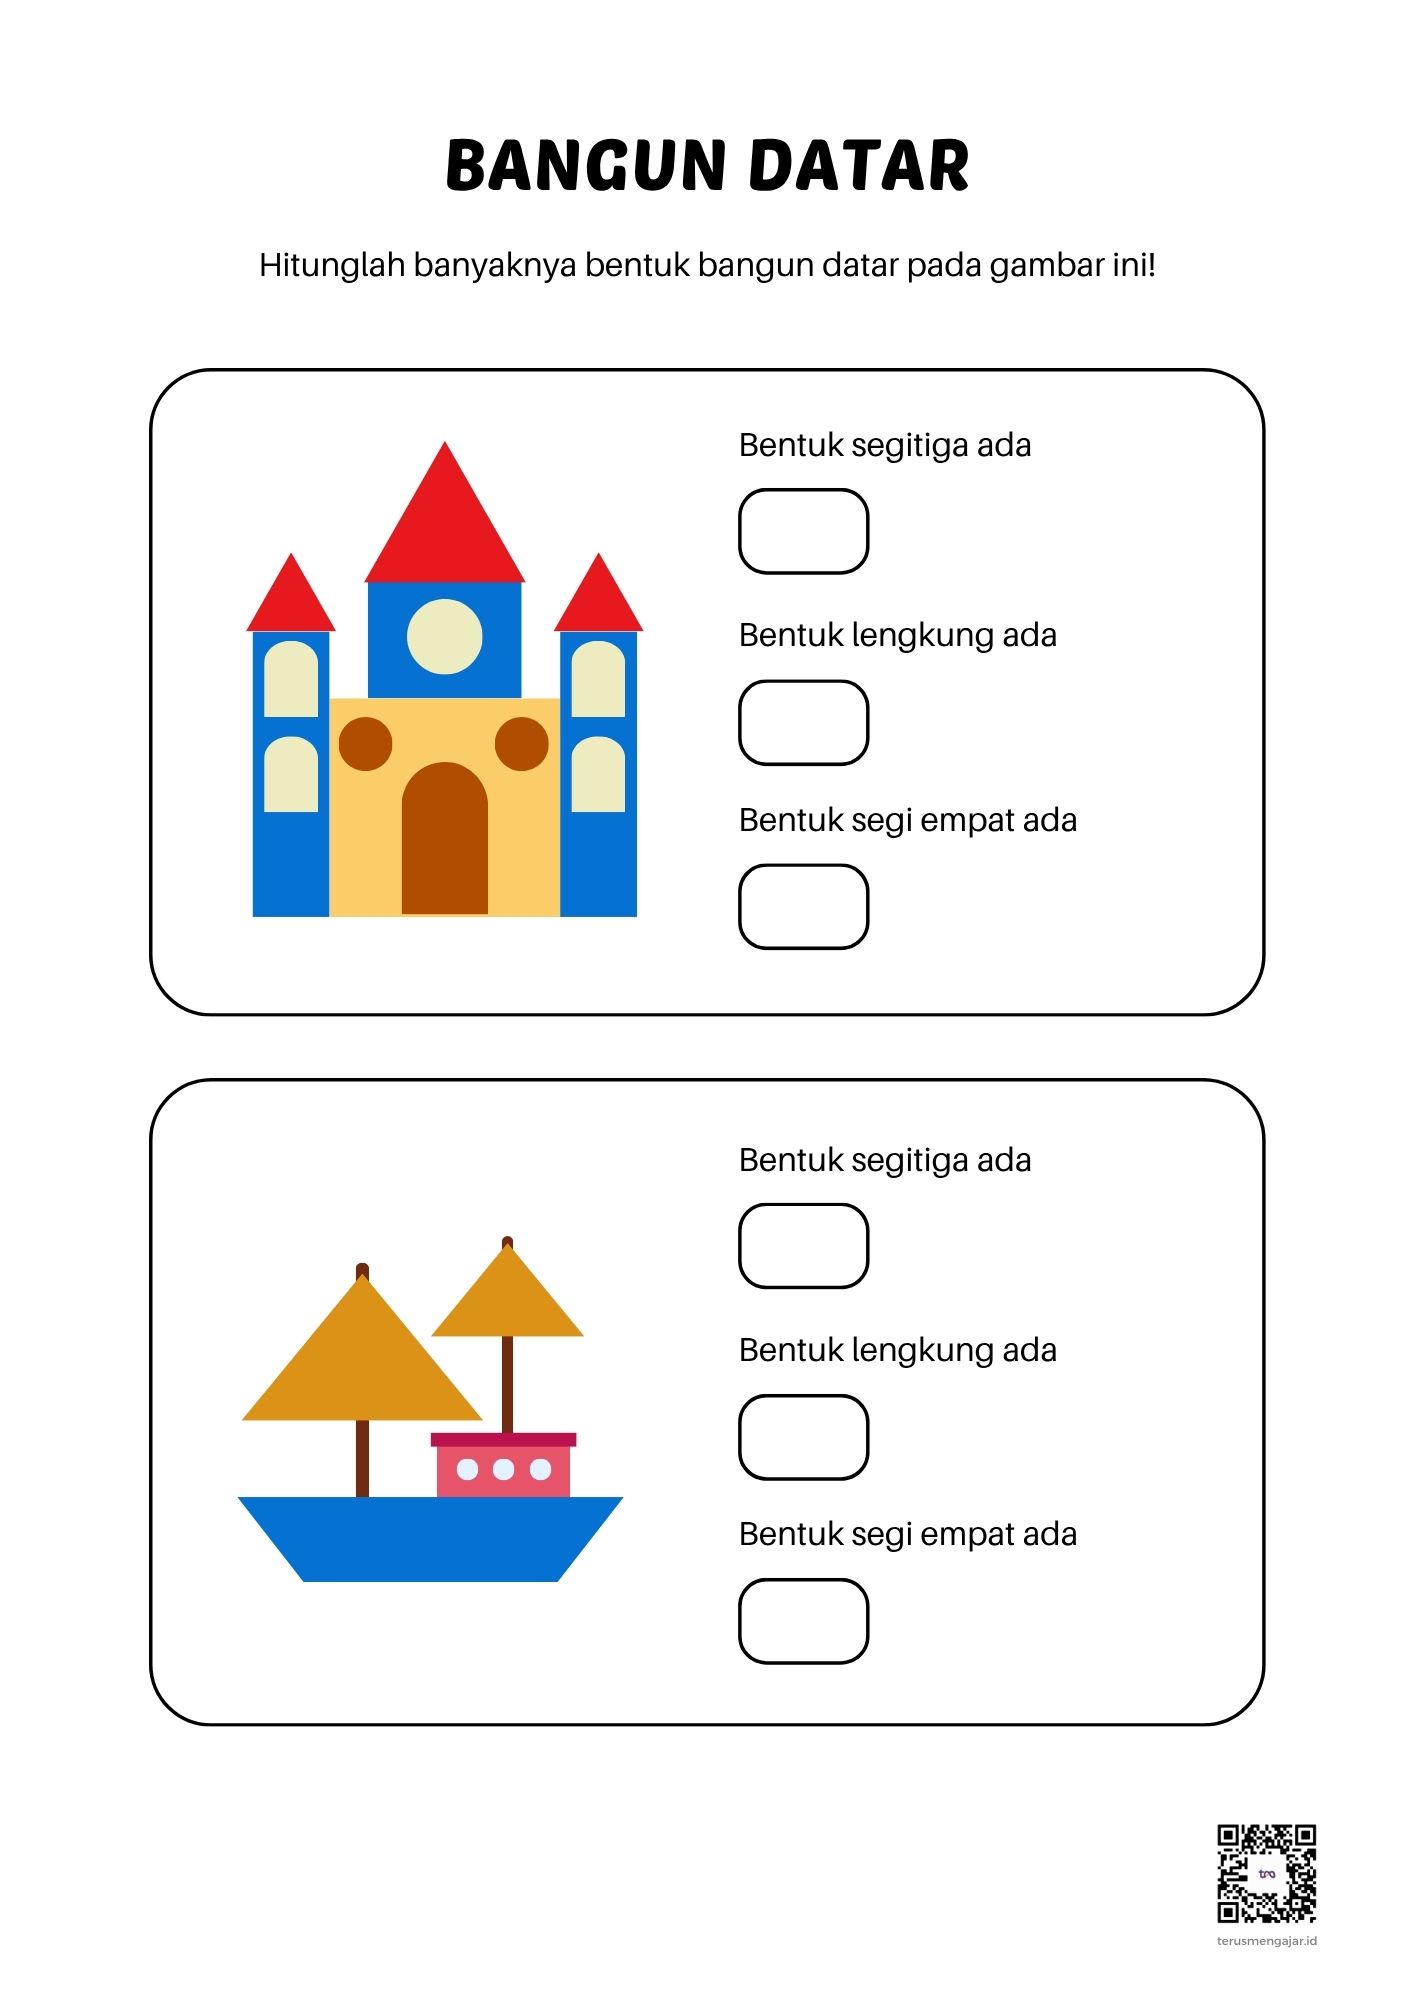 BANGUN DATAR
Hitunglah banyaknya bentuk bangun datar pada gambar ini!
Bentuk segitiga ada
Bentuk lengkung ada
Bentuk segi empat ada
Bentuk segitiga ada
Bentuk lengkung ada
Bentuk segi empat ada
terusmengajar.id